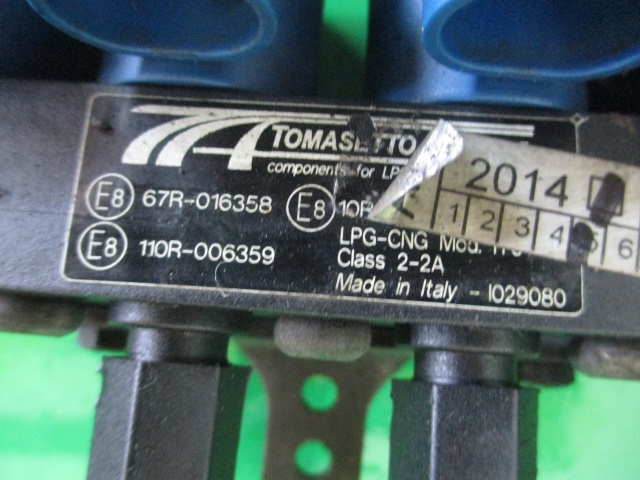 TOMASETTO
components for LP
E8 67R-016358 E8 10R
E8 110R-006359
LPG-CNG Mod.
Class 2-2A
Made in Italy - 1029080
2014
1 2 3 4 5 6